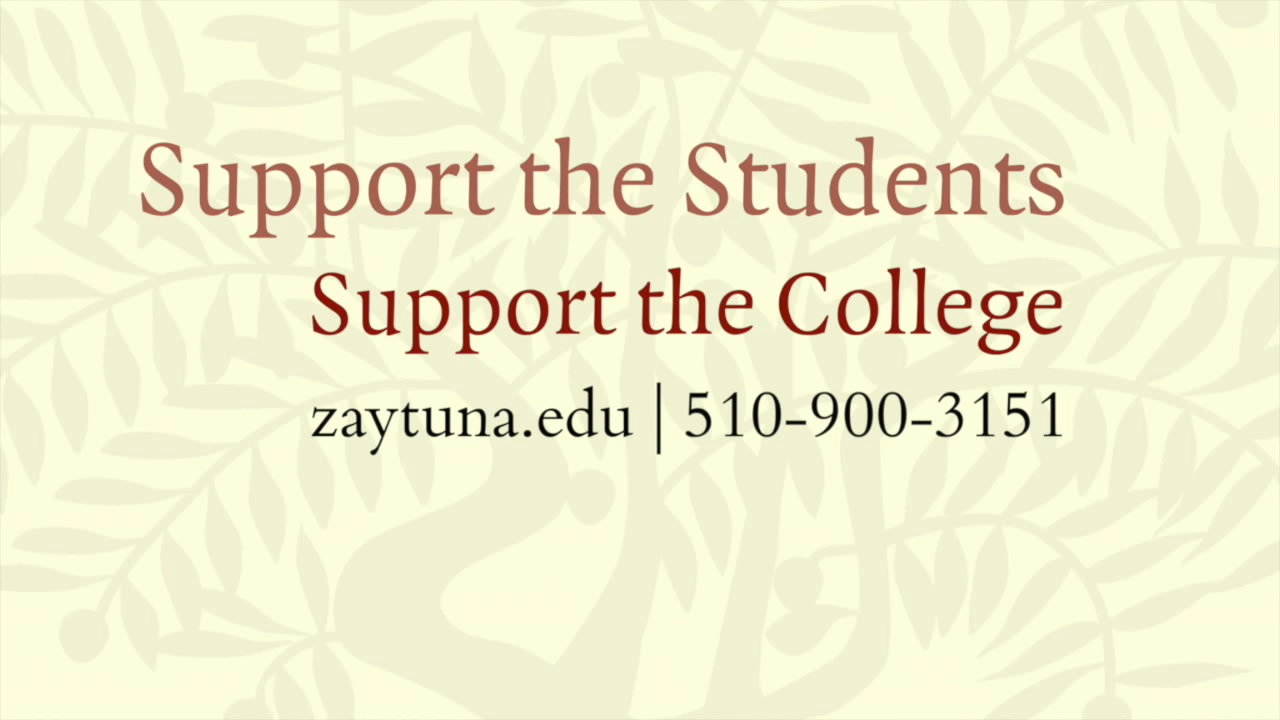 Support the Students
Support the College
zaytuna.edu | 510-900-3151